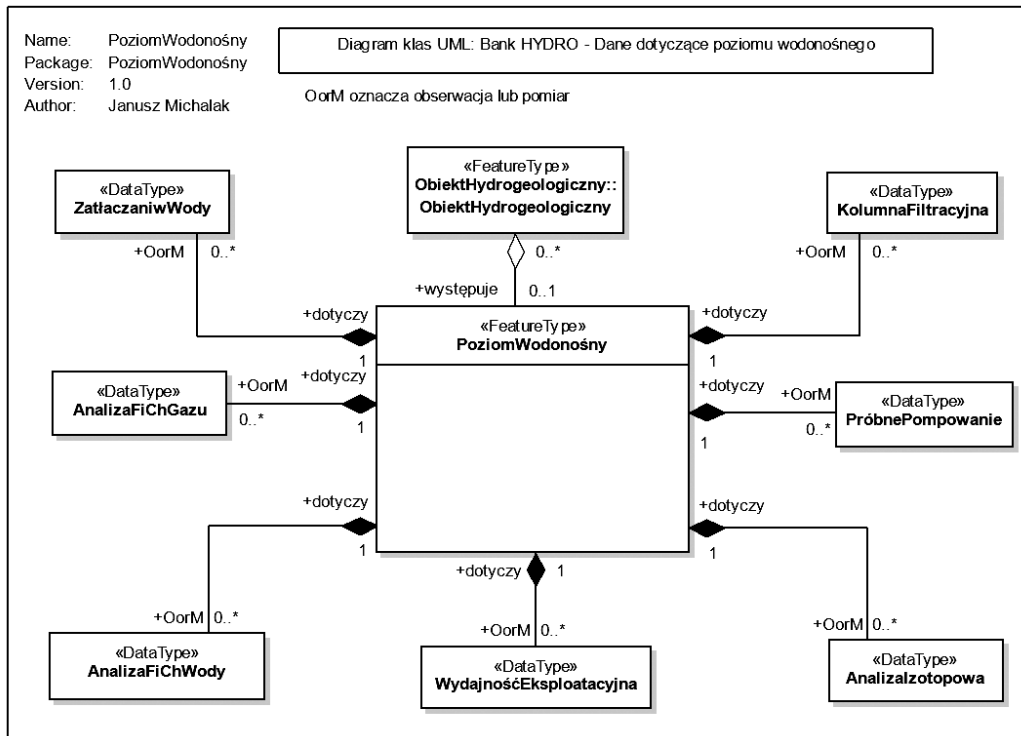 Name: PoziomWodonośny
Package: PoziomWodonośny
Version: 1.0
Author: Janusz Michalak
Diagram klas UML: Bank HYDRO - Dane dotyczące poziomu wodonośnego
OorM oznacza obserwacja lub pomiar
«DataType»
ZatłaczaniwWody
+OorM 0..*
+dotyczy
1
«FeatureType»
ObiektHydrogeologiczny::
ObiektHydrogeologiczny
0..*
+występuje 0..1
«DataType»
KolumnaFiltracyjna
+OorM 0..*
+dotyczy
1
«FeatureType»
PoziomWodonośny
«DataType»
AnalizaFiChGazu
+OorM
0..*
+dotyczy
1
«DataType»
PróbnePompowanie
+OorM
0..*
+dotyczy
1
+dotyczy
1
+OorM 0..*
«DataType»
AnalizaFiChWody
+dotyczy 1
+OorM 0..*
«DataType»
WydajnośćEksploatacyjna
+dotyczy
1
+OorM 0..*
«DataType»
AnalizaIzotopowa